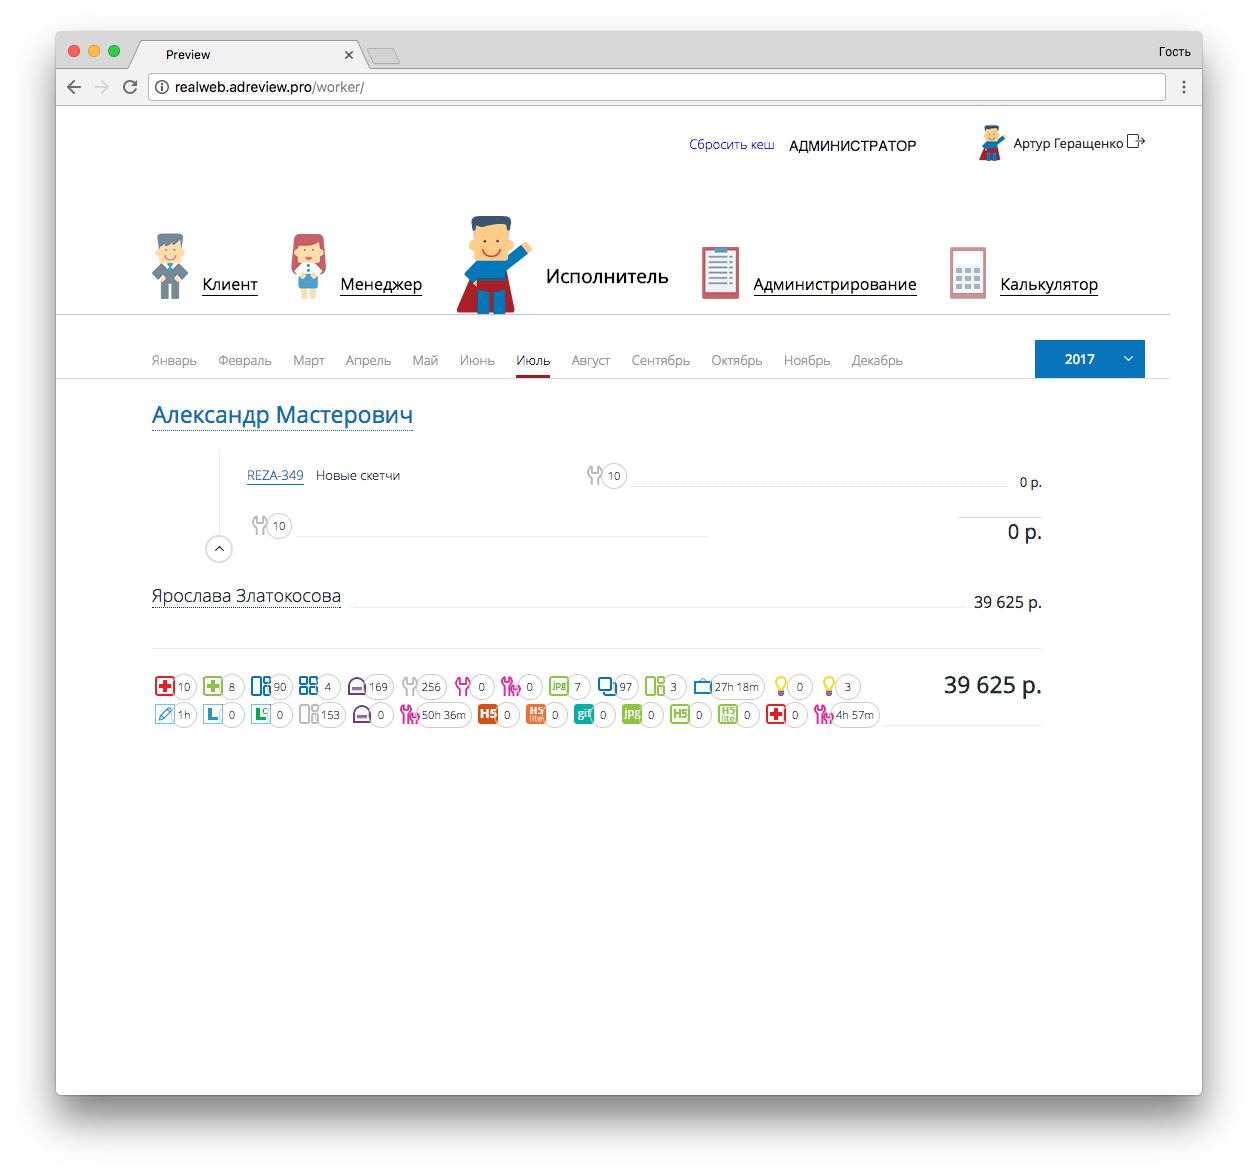 Preview
Гость
realweb.adreview.pro/worker/
Сбросить кеш АДМИНИСТРАТОР Артур Геращенко
Клиент Менеджер Исполнитель Администрирование Калькулятор
Январь Февраль Март Апрель Май Июнь Июль Август Сентябрь Октябрь Ноябрь Декабрь 2017
Александр Мастерович
REZA-349 Новые скетчи 10 0 р.
10 0 р.
Ярослава Златокосова 39 625 р.
10 8 90 4 169 256 0 0 jpg 7 97 3 27h 18m 0 3 39 625 р.
1h L 0 Lc 0 153 0 50h 36m H5 0 H5 lite 0 gif 0 jpg 0 H5 0 H5 lite 0 0 4h 57m